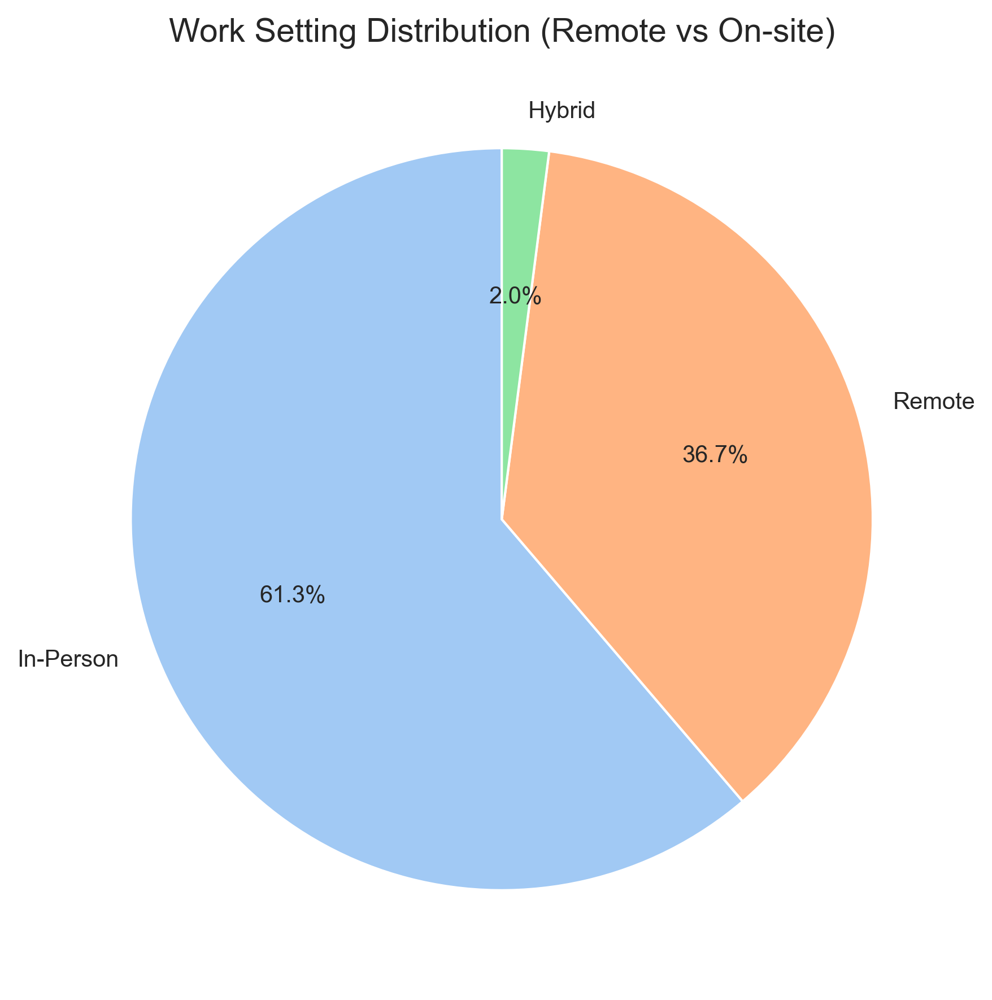 Work Setting Distribution (Remote vs On-site)
Hybrid
2.0%
Remote
36.7%
61.3%
In-Person